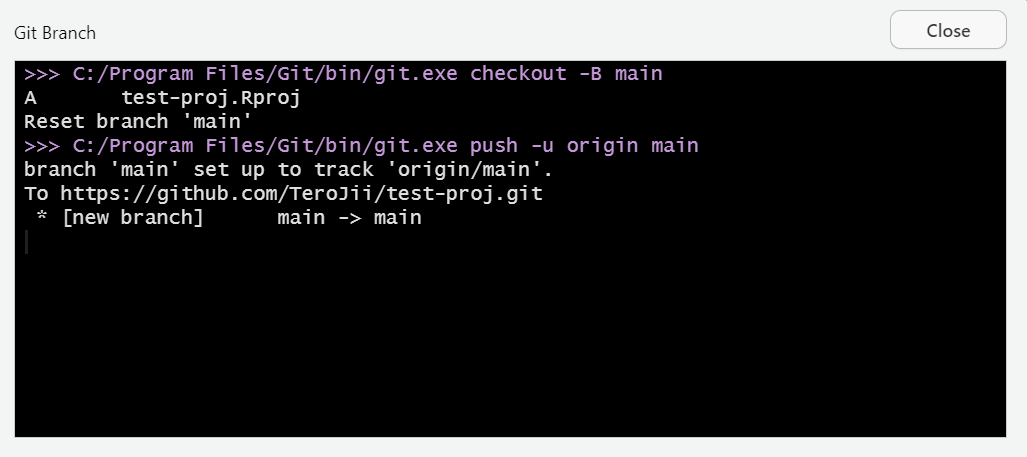 Git Branch
Close
>>> C:/Program Files/Git/bin/git.exe checkout -B main
A       test-proj.Rproj
Reset branch 'main'
>>> C:/Program Files/Git/bin/git.exe push -u origin main
branch 'main' set up to track 'origin/main'.
To https://github.com/TeroJii/test-proj.git
 * [new branch]      main -> main